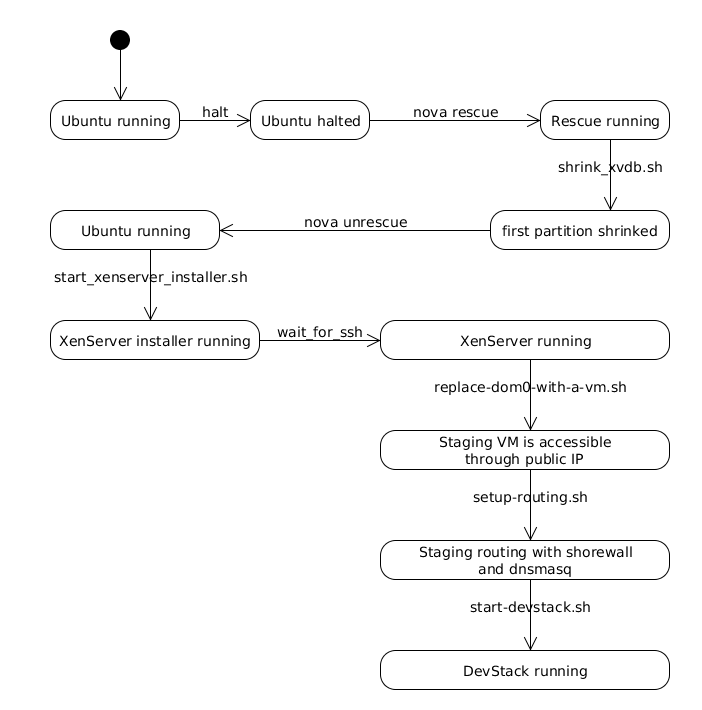 halt
nova rescue
Ubuntu running
Ubuntu halted
Rescue running
shrink_xvdb.sh
nova unrescue
Ubuntu running
first partition shrinked
start_xenserver_installer.sh
wait_for_ssh
XenServer installer running
XenServer running
replace-dom0-with-a-vm.sh
Staging VM is accessible
through public IP
setup-routing.sh
Staging routing with shorewall
and dnsmasq
start-devstack.sh
DevStack running